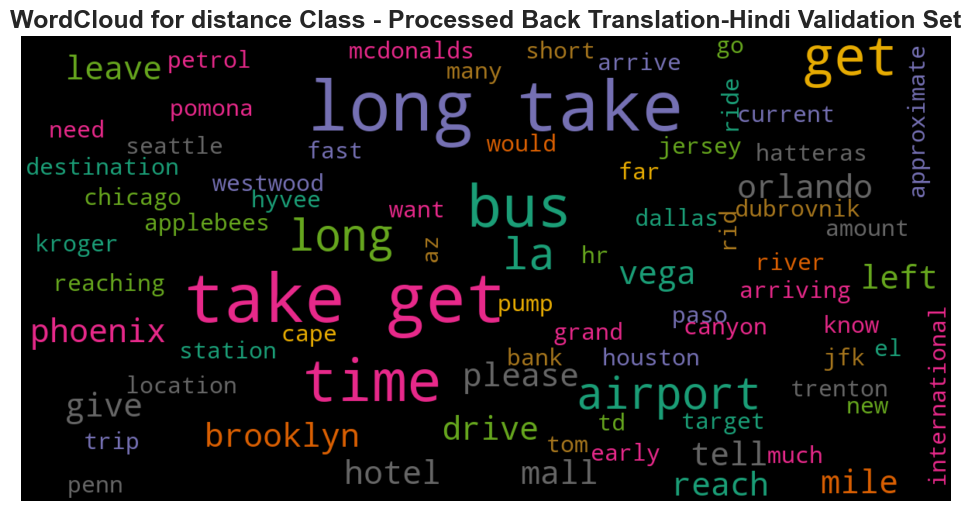 WordCloud for distance Class - Processed Back Translation-Hindi Validation Set
leave petrol mcdonalds short go get
many arrive
pomona long take ride current approximate
need seattle fast would jersey hatteras
destination westwood far orlando
chicago hyvee want bus dallas dubrovnik
applebees long la az hr rid amount
kroger vega river left
reaching take get pump arriving
phoenix cape grand paso canyon know international
station bank houston jfk el
location time please airport trenton
give new
trip brooklyn drive td target
tom early tell much
penn hotel mall reach mile